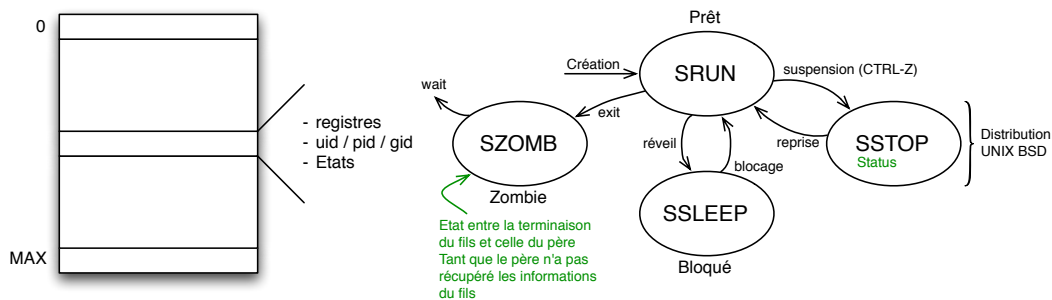 0
MAX
- registres
- uid / pid / gid
- Etats
Prêt
Création
SRUN
suspension (CTRL-Z)
wait
exit
SZOMB
Zombie
réveil
blocage
reprise
SSTOP
Status
Distribution
UNIX BSD
SSLEEP
Bloqué
Etat entre la terminaison
du fils et celle du père
Tant que le père n'a pas
récupéré les informations
du fils